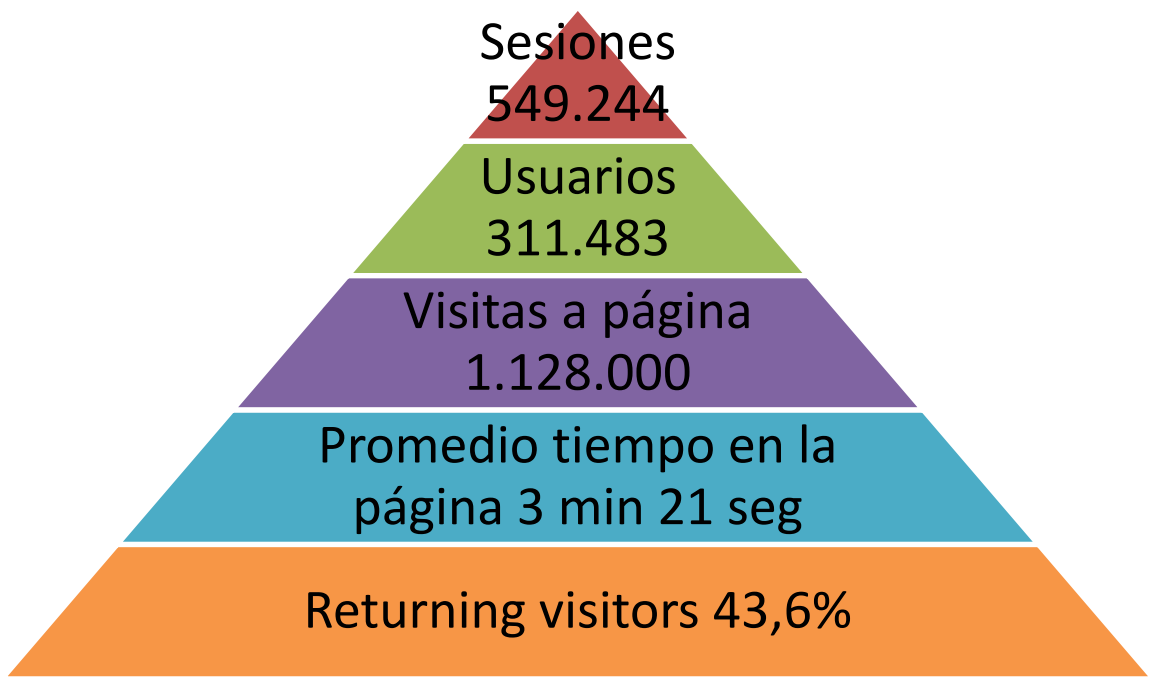 Sesiones
549.244
Usuarios
311.483
Visitas a página
1.128.000
Promedio tiempo en la
página 3 min 21 seg
Returning visitors 43,6%